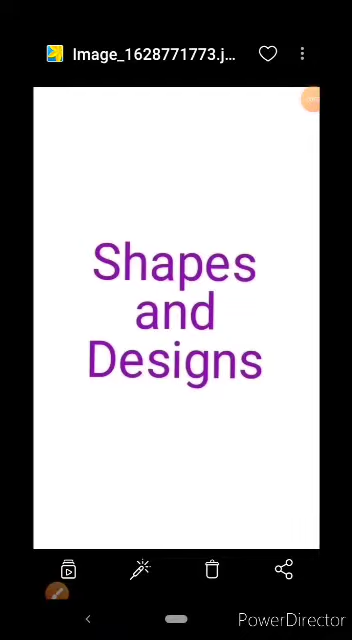 Image_1628771773.j...
Shapes
and
Designs
PowerDirector